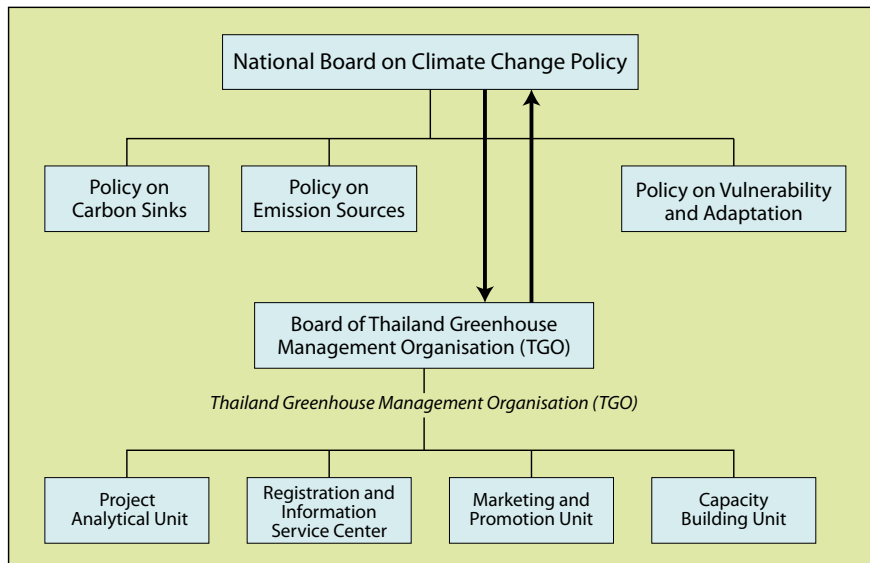 National Board on Climate Change Policy
Policy on
Carbon Sinks
Policy on
Emission Sources
Policy on Vulnerability
and Adaptation
Board of Thailand Greenhouse
Management Organisation (TGO)
Thailand Greenhouse Management Organisation (TGO)
Project
Analytical Unit
Registration and
Information
Service Center
Marketing and
Promotion Unit
Capacity
Building Unit